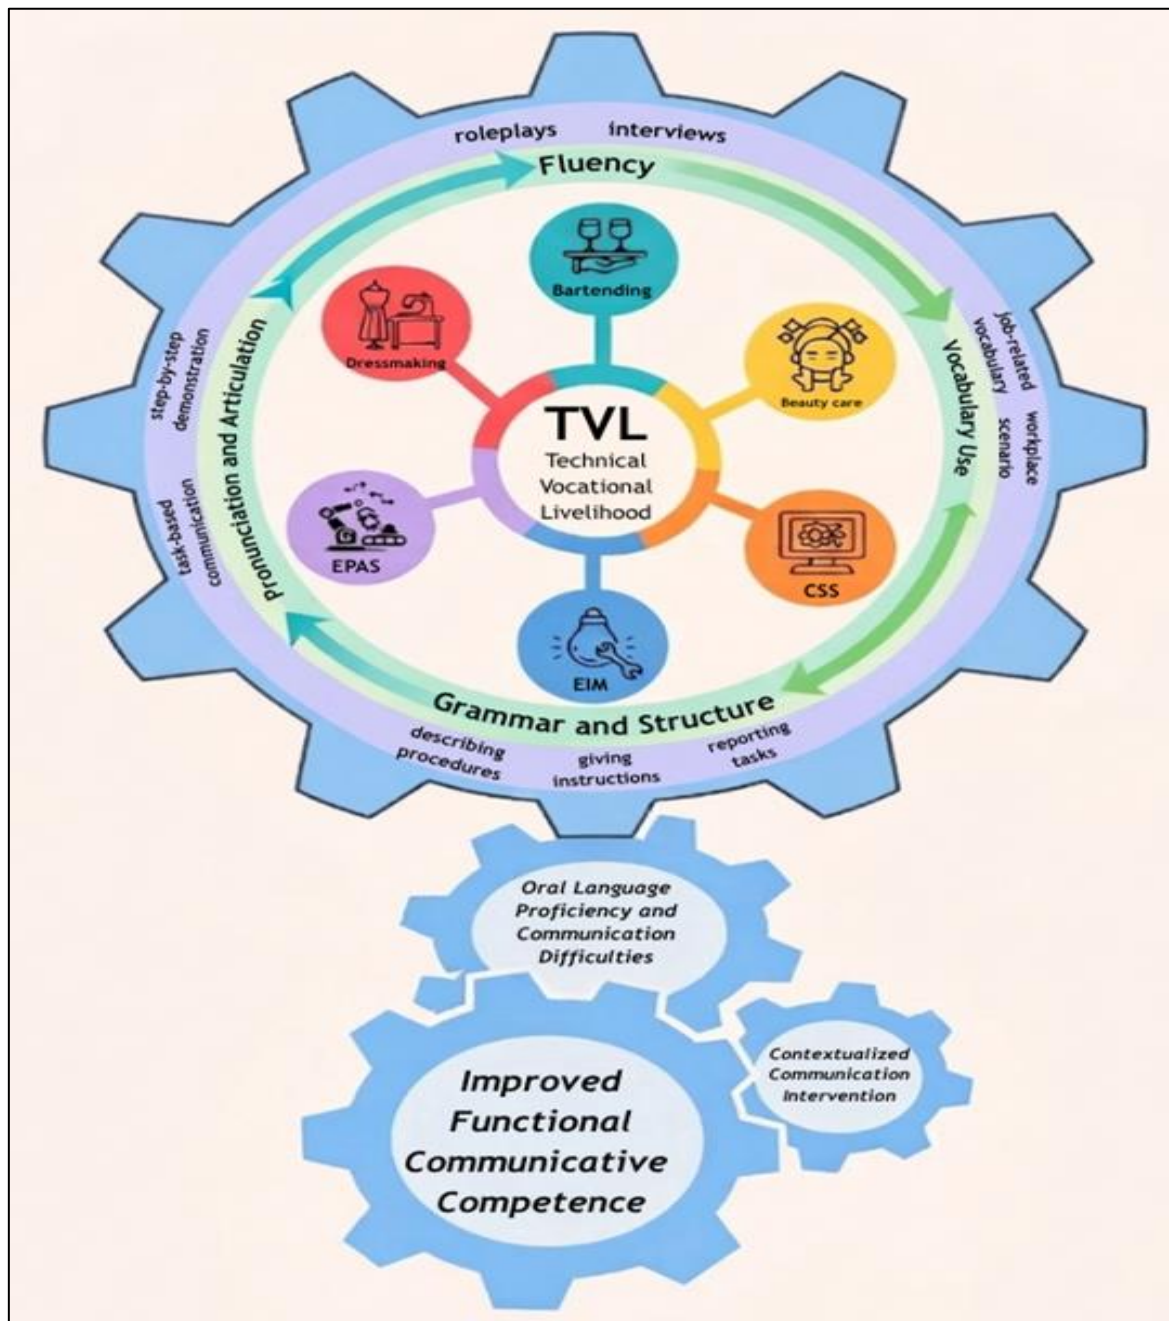 roleplays
interviews
Fluency
Bartending
Dressmaking
Beauty care
step-by-step
demonstration
job-related
vocabulary
workplace
scenario
Pronunciation and Articulation
Vocabulary Use
TVL
Technical
Vocational
Livelihood
task-based
communication
EPAS
CSS
EIM
Grammar and Structure
describing
procedures
giving
instructions
reporting
tasks
Oral Language
Proficiency and
Communication
Difficulties
Contextualized
Communication
Intervention
Improved
Functional
Communicative
Competence